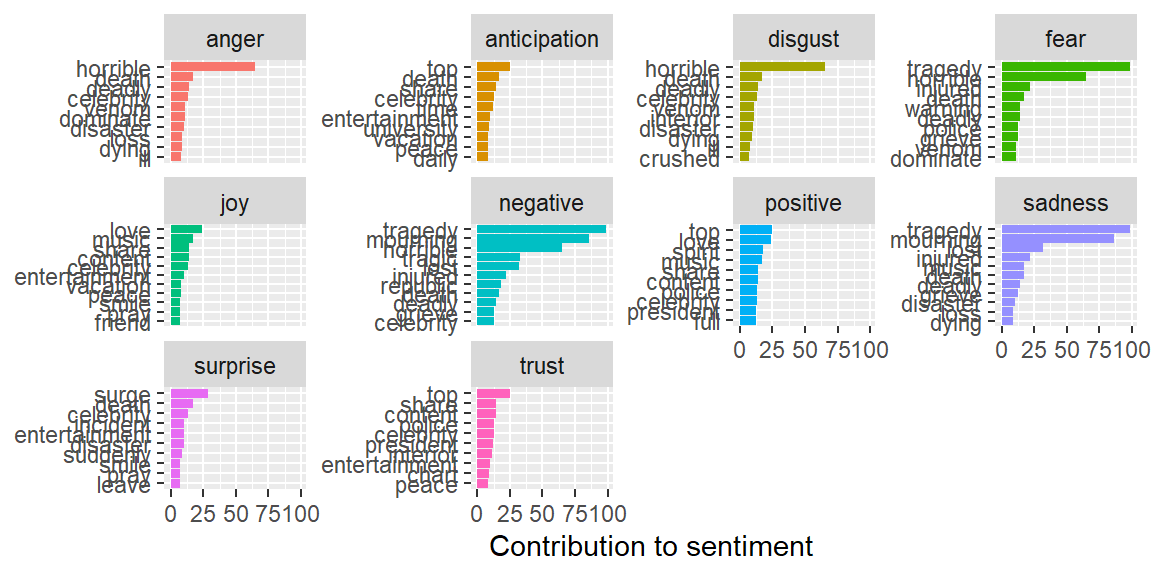 anger
horrible
death
deadly
celebrity
venom
dominate
disaster
loss
dying
ill
anticipation
top
death
share
celebrity
time
entertainment
university
vacation
peace
daily
disgust
horrible
death
deadly
celebrity
venom
interior
disaster
dying
ill
crushed
fear
tragedy
horrible
injured
death
warning
deadly
police
grieve
venom
dominate
joy
love
music
share
content
celebrity
entertainment
vacation
peace
smile
pray
friend
negative
tragedy
mourning
horrible
tragic
lost
injured
republic
death
deadly
grieve
celebrity
positive
top
love
spirit
music
share
content
police
celebrity
president
full
0 25 50 75 100
sadness
tragedy
mourning
lost
injured
music
death
deadly
grieve
disaster
loss
dying
0 25 50 75 100
surprise
surge
death
celebrity
incident
entertainment
disaster
suddenly
smile
pray
leave
0 25 50 75 100
trust
top
share
content
police
celebrity
president
interior
entertainment
chart
peace
0 25 50 75 100
Contribution to sentiment